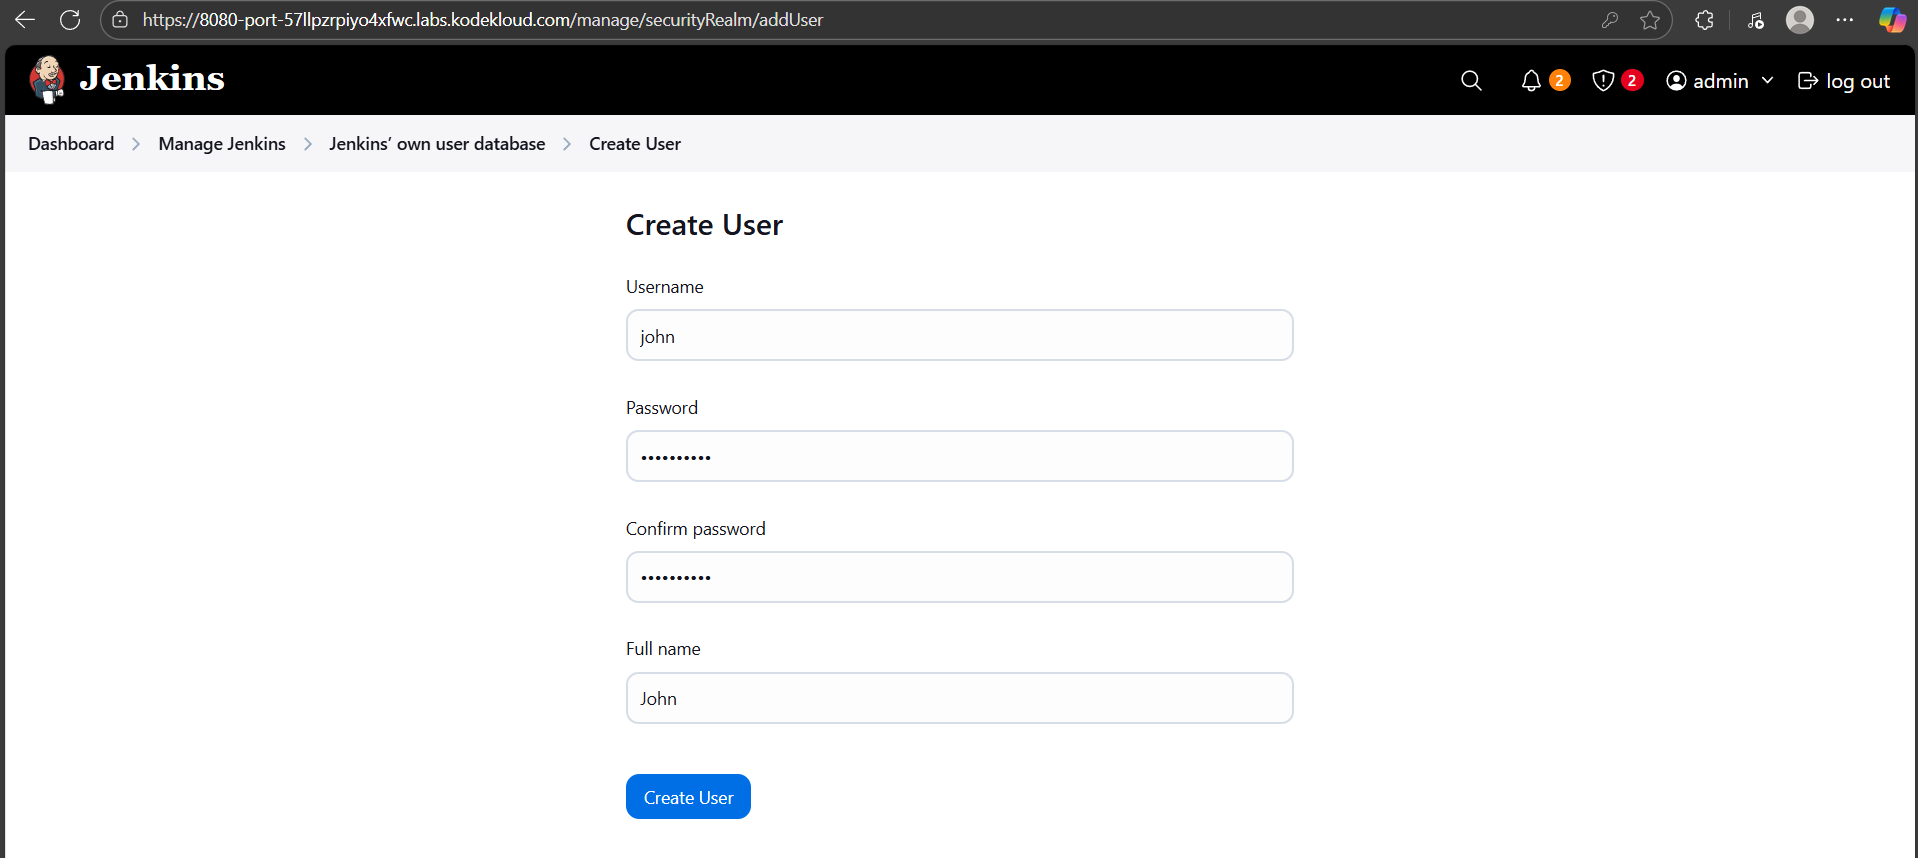 https://8080-port-57llpzrpiyo4xfwc.labs.kodekloud.com/manage/securityRealm/addUser
Jenkins
2
2
admin
log out
Dashboard
Manage Jenkins
Jenkins’ own user database
Create User
Create User
Username
john
Password
••••••••••
Confirm password
••••••••••
Full name
John
Create User